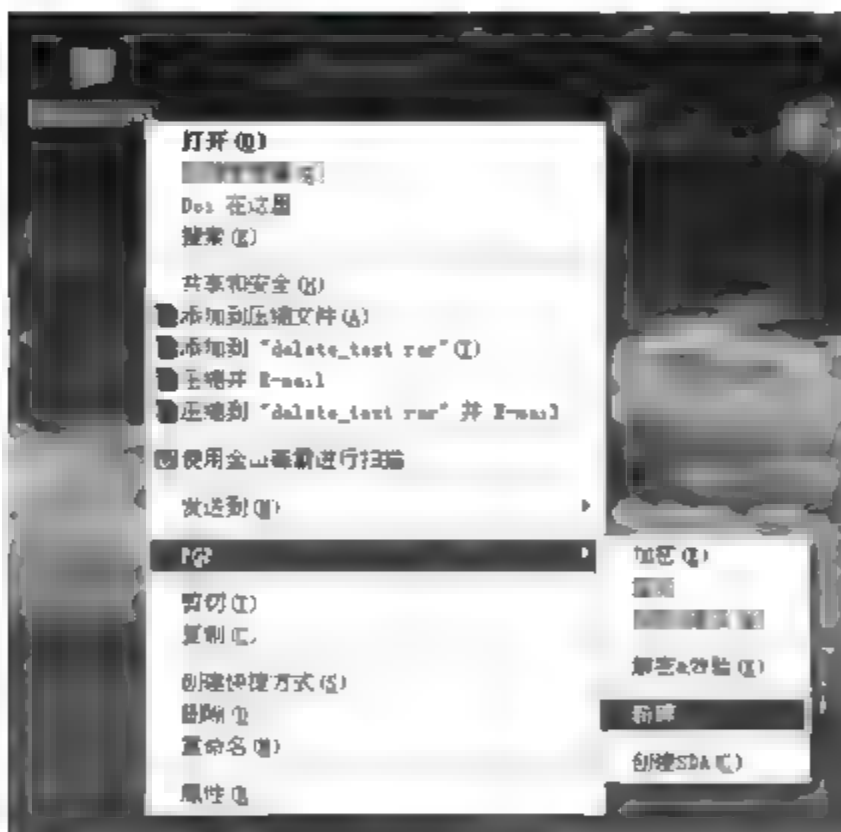 打开(O)
Dos 在这里
搜索(E)
共享和安全(H)
添加到压缩文件(A)
添加到 "delete_test rar"(T)
压缩并 E-mail
压缩到 "delete_text rar" 并 E-mail
使用金山毒霸进行扫描
发送到(N)
PGP
剪切(T)
复制(C)
创建快捷方式(S)
删除(D)
重命名(M)
属性(R)
加密(E)
解密&效验(D)
粉碎
创建SDA(C)